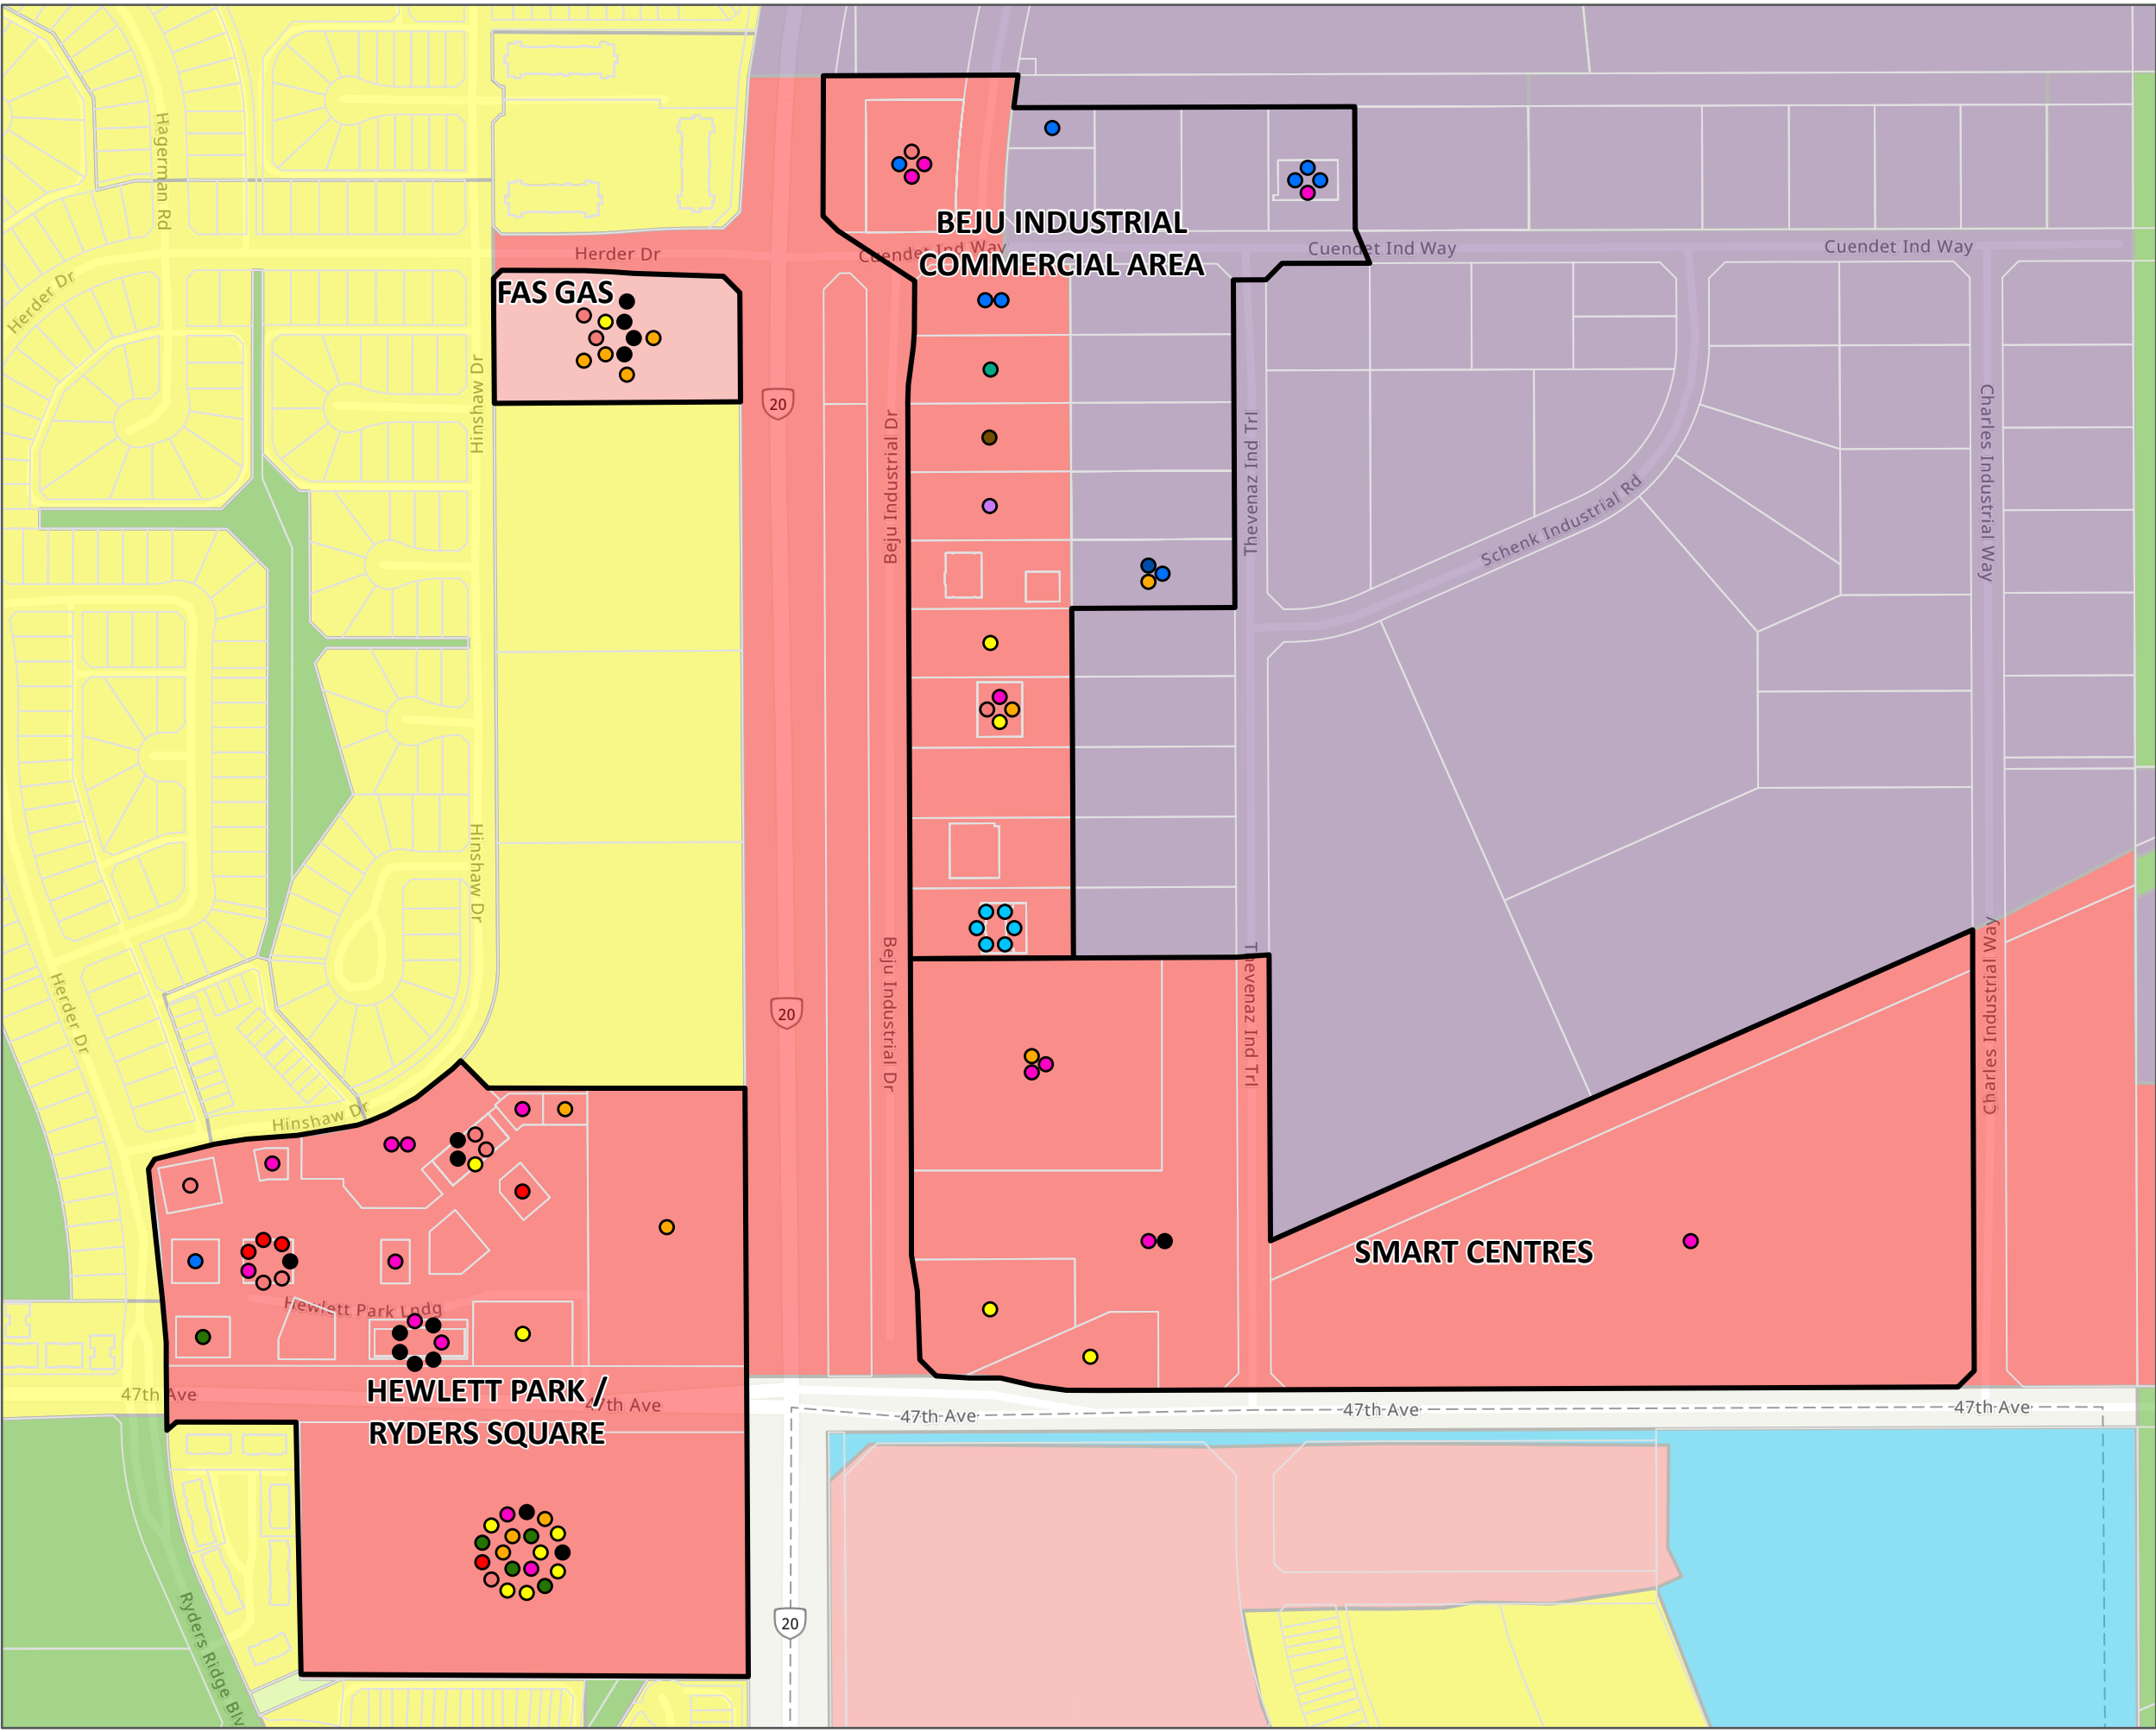 Hagerman Rd
BEJU INDUSTRIAL
COMMERCIAL AREA
Herder Dr
Cuendet Ind Way
Cuendet Ind Way
Cuendet Ind Way
Herder Dr
FAS GAS
Hinshaw Dr
20
Beju Industrial Dr
Thevenaz Ind Trl
Schenk Industrial Rd
Charles Industrial Way
Hinshaw Dr
Herder Dr
20
Beju Industrial Dr
Thevenaz Ind Trl
Charles Industrial Way
Hinshaw Dr
SMART CENTRES
Hewlett Park Lndg
47th Ave
HEWLETT PARK /
RYDERS SQUARE
47th Ave
47th Ave
47th Ave
47th Ave
20
Ryders Ridge Blv